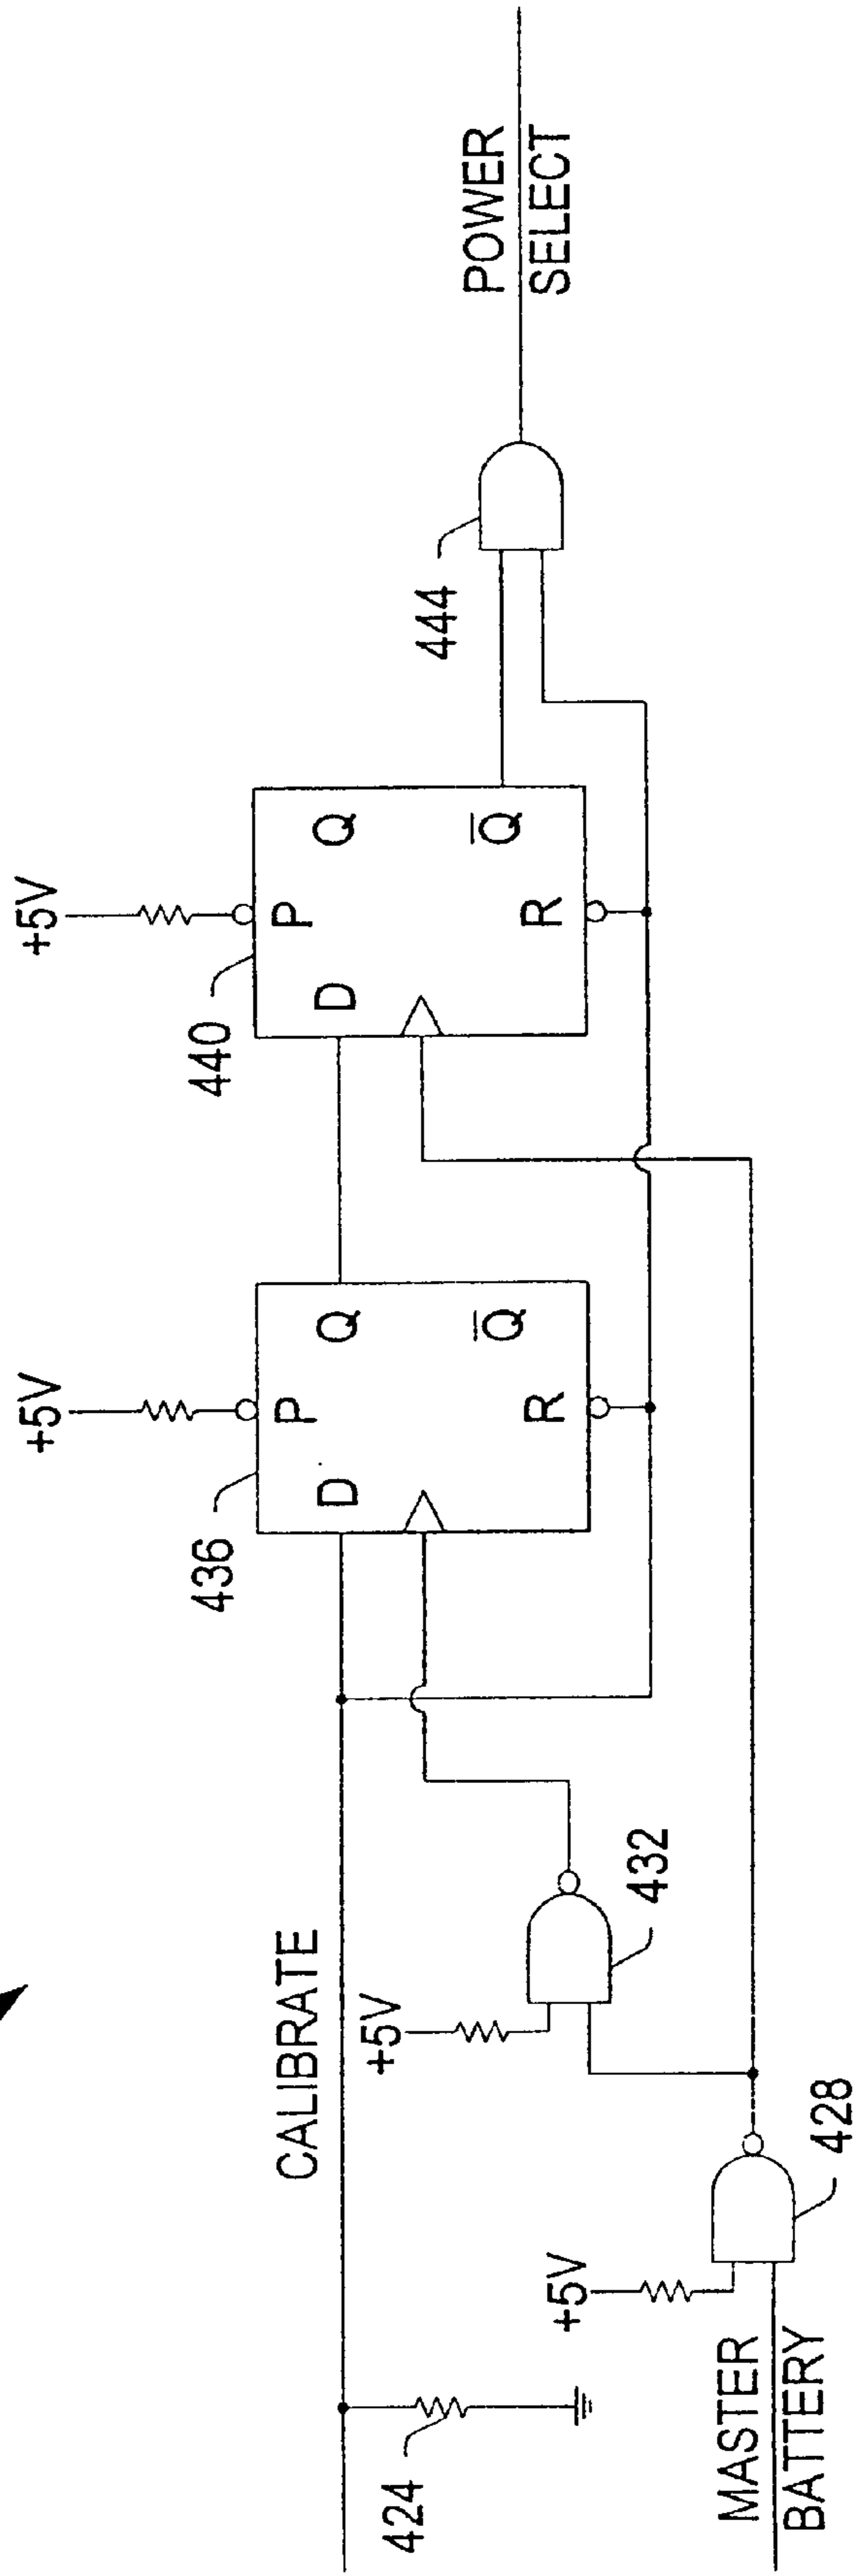 CALIBRATE
424
MASTER
BATTERY
+5V
428
+5V
432
436
+5V
P
D
Q
Q̅
R
440
+5V
P
D
Q
Q̅
R
444
POWER
SELECT